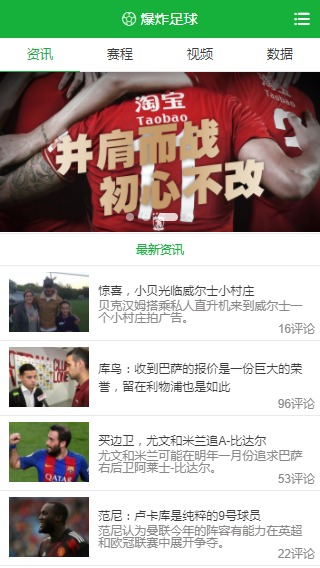 爆炸足球
资讯 赛程 视频 数据
淘宝
Taobao
并肩而战
初心不改
11
最新资讯
惊喜，小贝光临威尔士小村庄
贝克汉姆搭乘私人直升机来到威尔士一
个小村庄拍广告。
16评论
库鸟：收到巴萨的报价是一份巨大的荣
誉，留在利物浦也是如此
96评论
买边卫，尤文和米兰追A-比达尔
尤文和米兰可能在明年一月份追求巴萨
右后卫阿莱士-比达尔。
53评论
范尼：卢卡库是纯粹的9号球员
范尼认为曼联今年的阵容有能力在英超
和欧冠联赛中展开争夺。
22评论